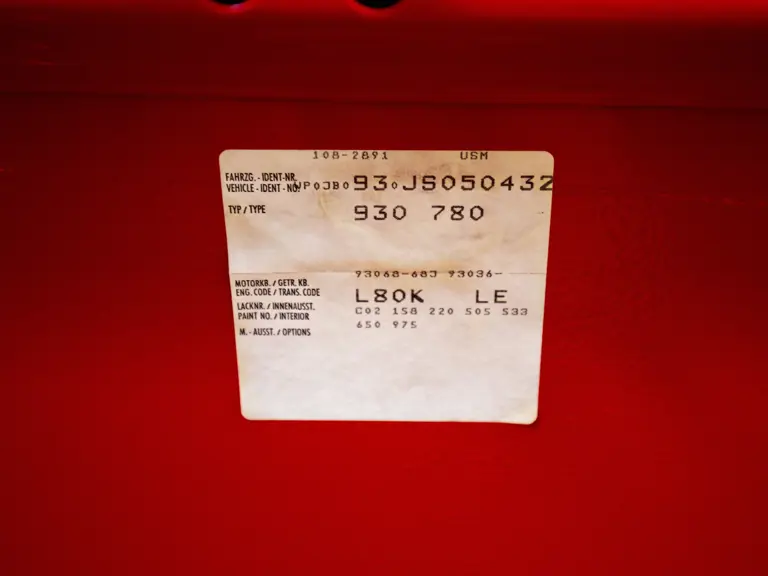 108-2891 USM
FAHRZG.-IDENT-NR.
VEHICLE-IDENT-NO. WP0JB0930JS050432
TYP / TYPE 930 780
93068-68J 93036-
MOTORKB. / GETR. KB.
ENG. CODE / TRANS. CODE L80K LE
LACKNR. / INNENAUSST. C02 158 220 505 533
PAINT NO. / INTERIOR
650 975
M.-AUSST. / OPTIONS